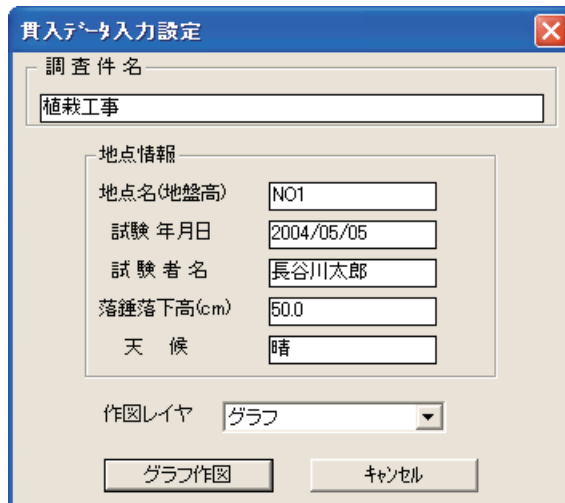 貫入ﾃﾞｰﾀ入力設定
調査件名
植栽工事
地点情報
地点名(地盤高) NO1
試験年月日 2004/05/05
試験者名 長谷川太郎
落錘落下高(cm) 50.0
天候 晴
作図レイヤ グラフ
グラフ作図 ｷｬﾝｾﾙ